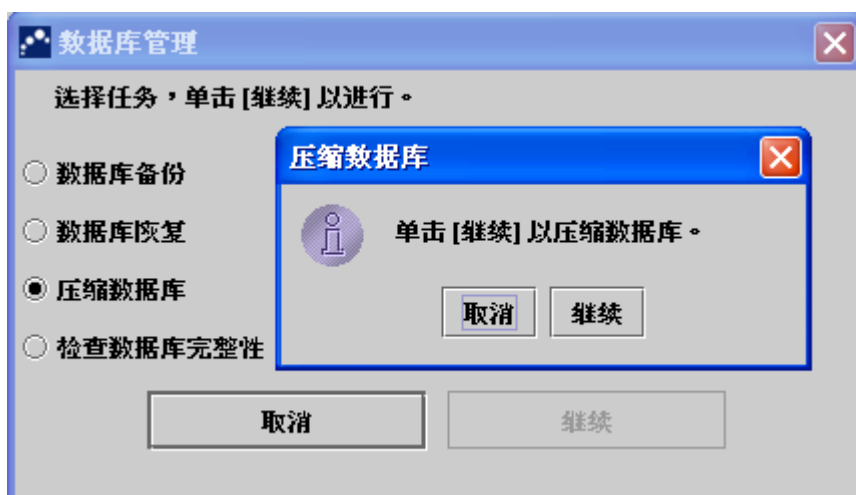 数据库管理
选择任务，单击 [继续] 以进行。
数据库备份
数据库恢复
压缩数据库
检查数据库完整性
取消
继续
压缩数据库
单击 [继续] 以压缩数据库。
取消
继续